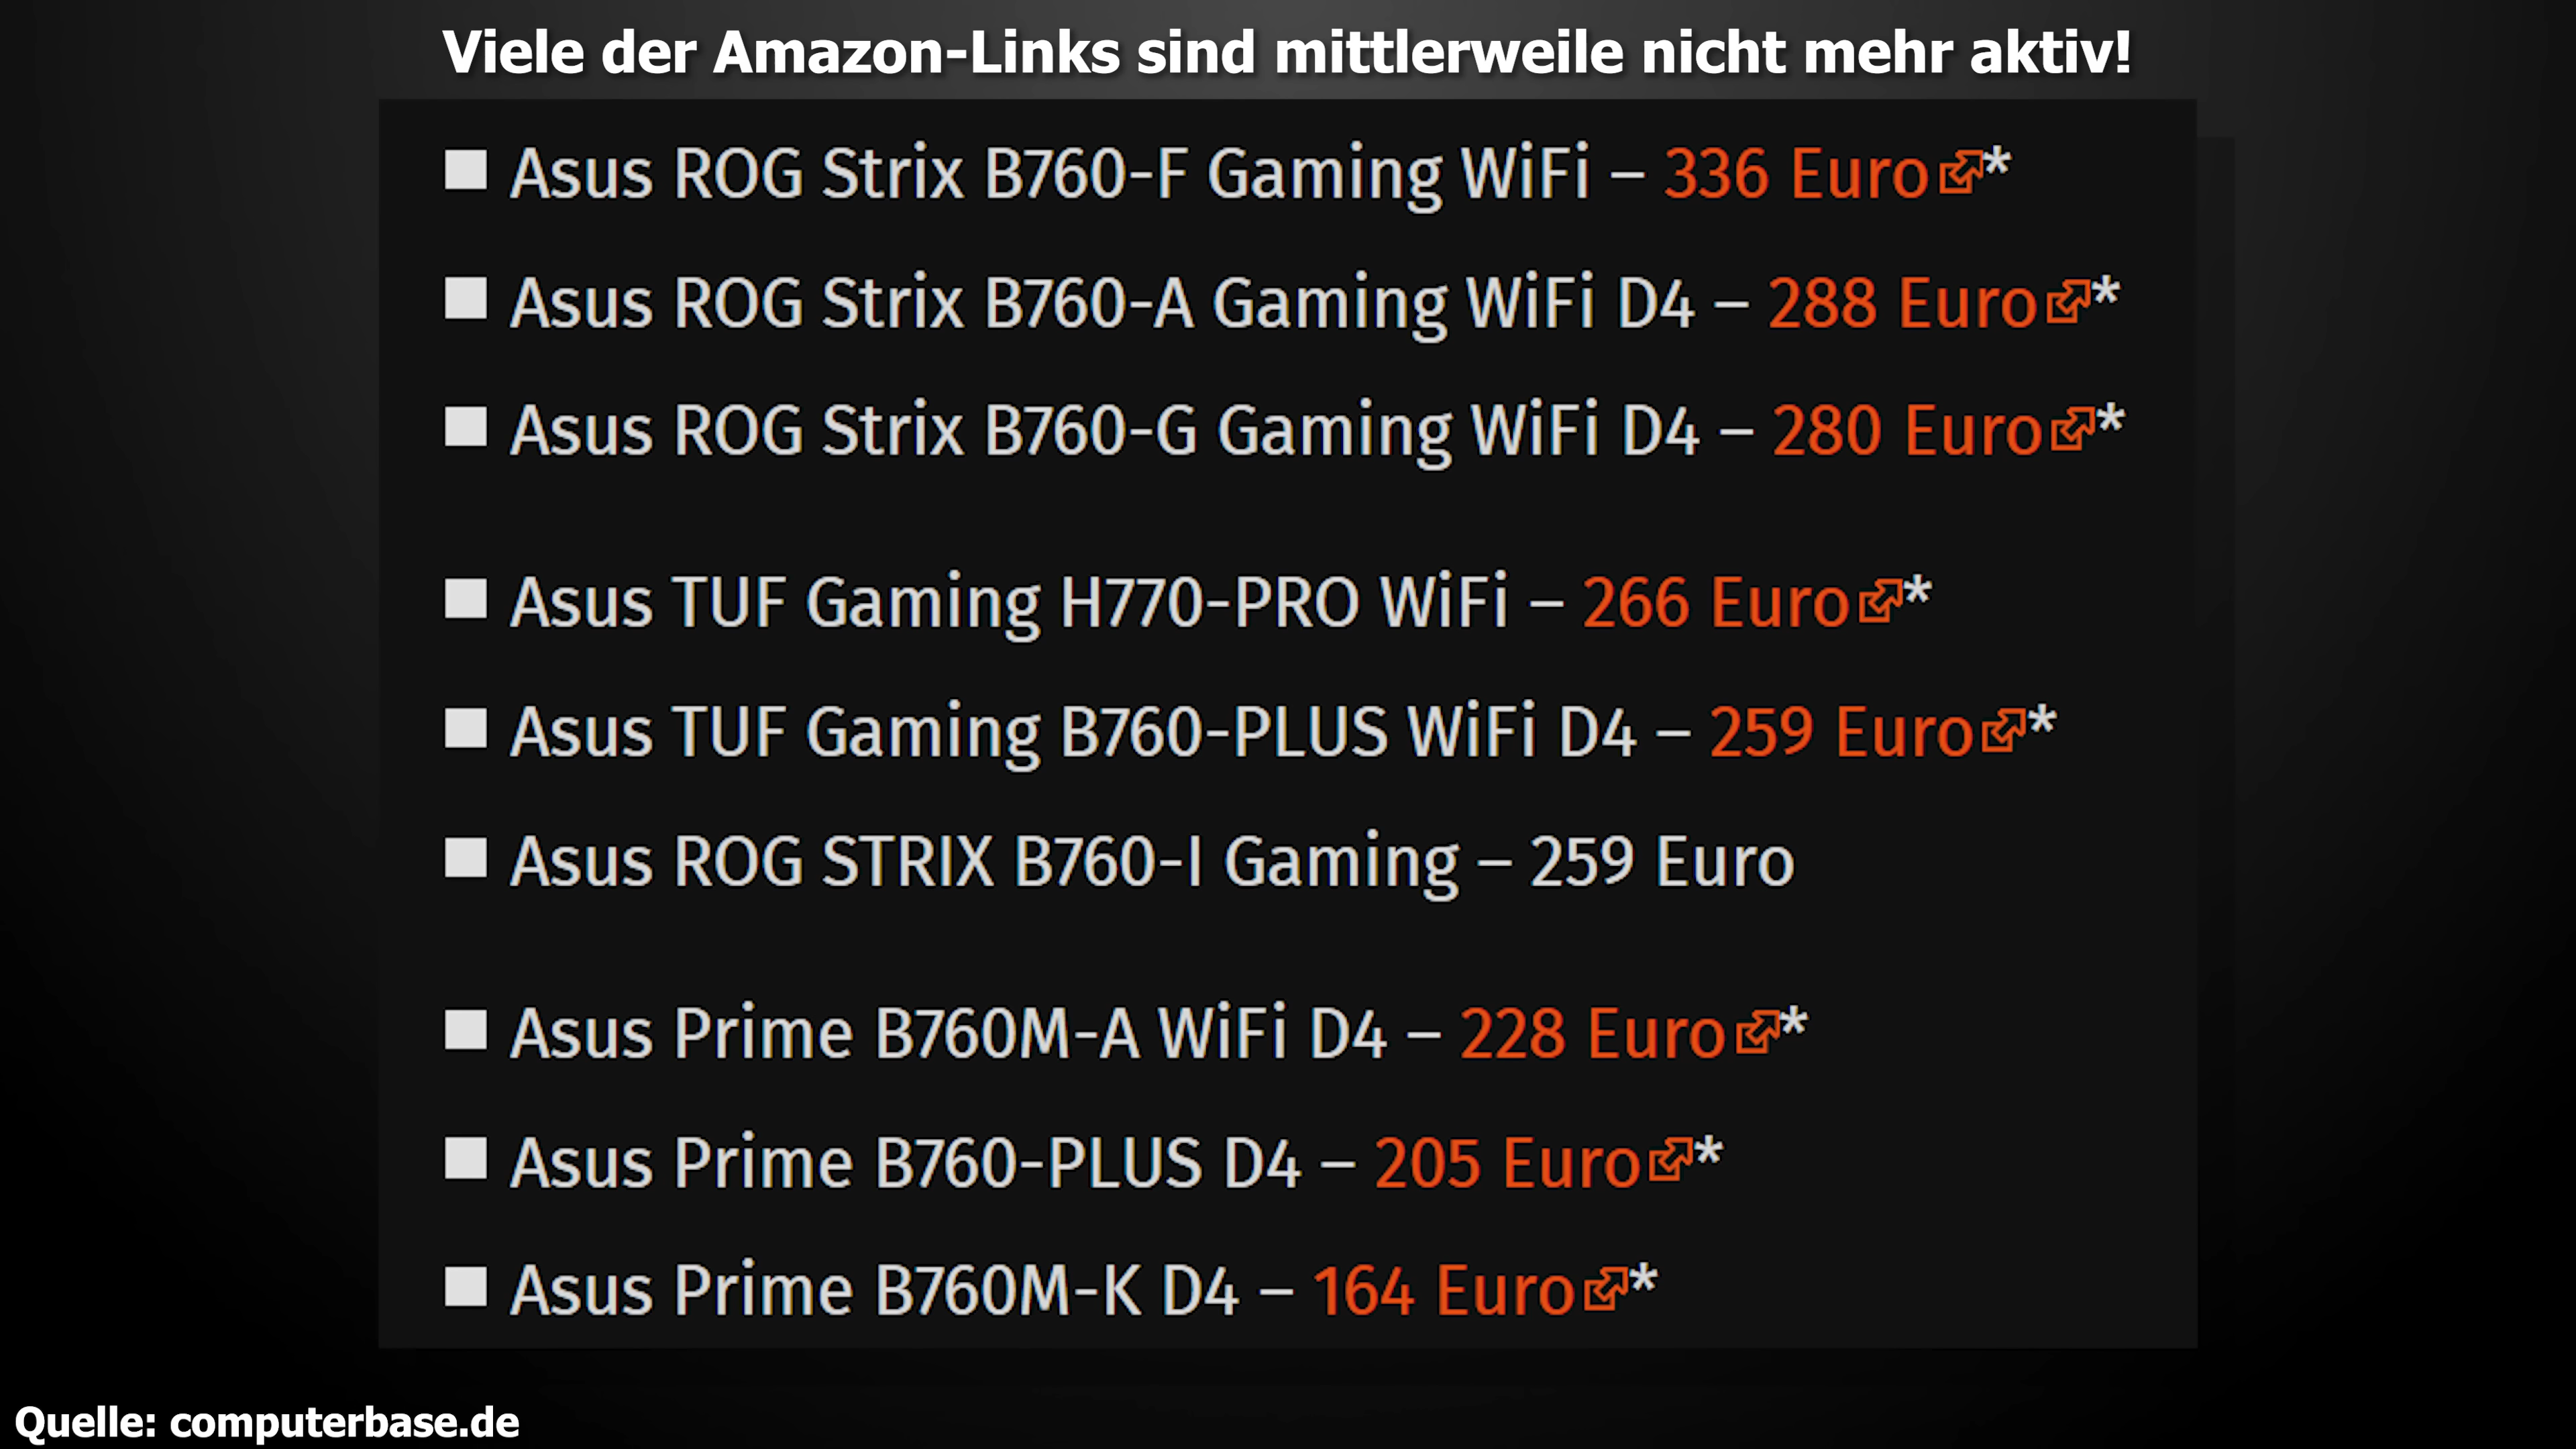 Viele der Amazon-Links sind mittlerweile nicht mehr aktiv!
■ Asus ROG Strix B760-F Gaming WiFi – 336 Euro*
■ Asus ROG Strix B760-A Gaming WiFi D4 – 288 Euro*
■ Asus ROG Strix B760-G Gaming WiFi D4 – 280 Euro*
■ Asus TUF Gaming H770-PRO WiFi – 266 Euro*
■ Asus TUF Gaming B760-PLUS WiFi D4 – 259 Euro*
■ Asus ROG STRIX B760-I Gaming – 259 Euro
■ Asus Prime B760M-A WiFi D4 – 228 Euro*
■ Asus Prime B760-PLUS D4 – 205 Euro*
■ Asus Prime B760M-K D4 – 164 Euro*
Quelle: computerbase.de